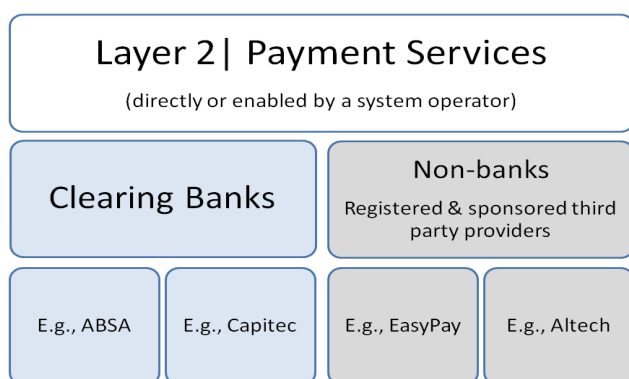 Layer 2| Payment Services
(directly or enabled by a system operator)
Clearing Banks
Non-banks
Registered & sponsored third
party providers
E.g., ABSA
E.g., Capitec
E.g., EasyPay
E.g., Altech